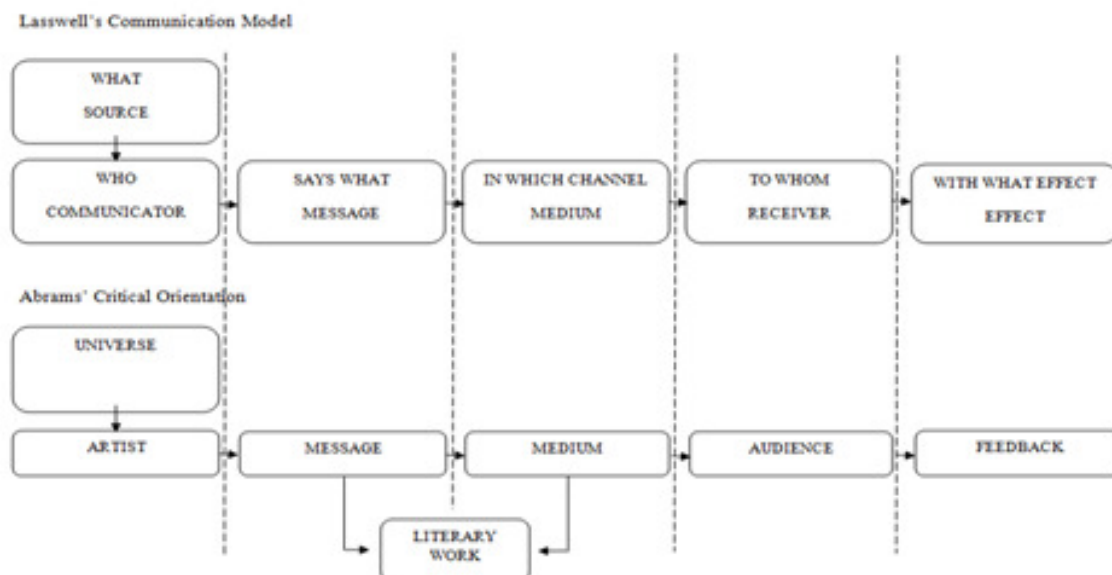 Lasswell's Communication Model
WHAT
SOURCE
WHO
COMMUNICATOR
SAYS WHAT
MESSAGE
IN WHICH CHANNEL
MEDIUM
TO WHOM
RECEIVER
WITH WHAT EFFECT
EFFECT
Abrams' Critical Orientation
UNIVERSE
ARTIST
MESSAGE
MEDIUM
AUDIENCE
FEEDBACK
LITERARY
WORK